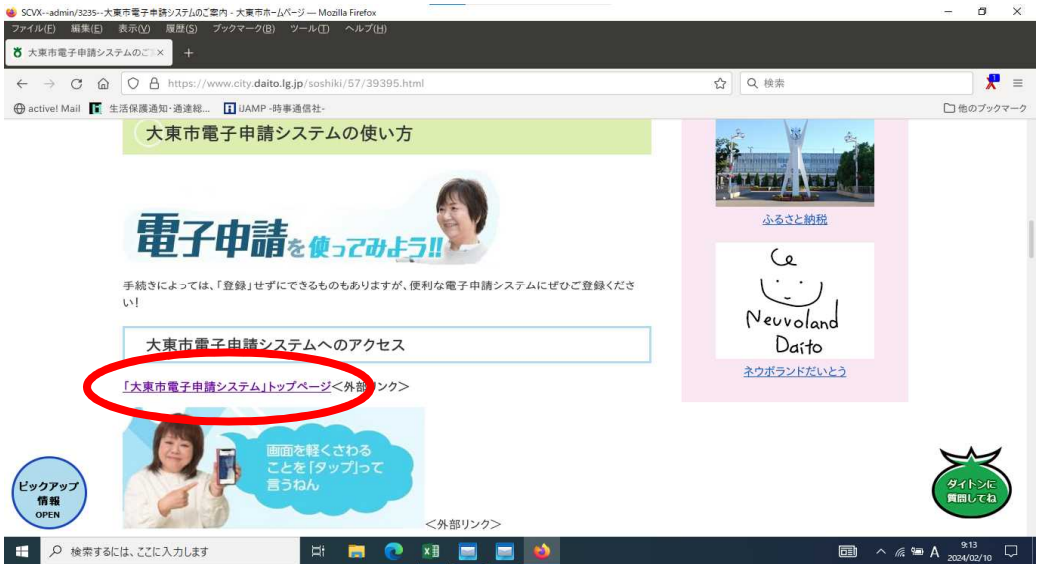 SCVX--admin/3235--大東市電子申請システムのご案内 - 大東市ホームページ — Mozilla Firefox
ファイル(F) 編集(E) 表示(V) 履歴(S) ブックマーク(B) ツール(T) ヘルプ(H)
大東市電子申請システムのご
https://www.city.daito.lg.jp/soshiki/57/39395.html
検索
active! Mail
生活保護通知・通達総...
iJAMP -時事通信社-
他のブックマーク
大東市電子申請システムの使い方
電子申請を使ってみよう!!
手続きによっては、「登録」せずにできるものもありますが、便利な電子申請システムにぜひご登録くださ
い!
大東市電子申請システムへのアクセス
「大東市電子申請システム」トップページ<外部リンク>
画面を軽くさわる
ことを「タップ」って
言うねん
<外部リンク>
ふるさと納税
Neuvoland
Daito
ネウボランドだいとう
ピックアップ
情報
OPEN
ダイトンに
質問してね
検索するには、ここに入力します
A
9:13
2024/02/10